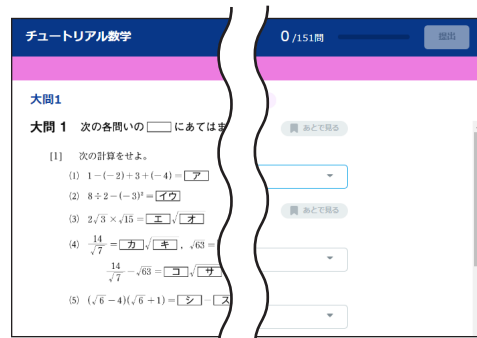 チュートリアル数学
0/151問
提出
大問1
あとで見る
大問 1 次の各問いの□にあてはま
[1] 次の計算をせよ。
(1) 1−(−2)+3+(−4)=ア
(2) 8÷2−(−3)²=イウ
あとで見る
(3) 2√3×√15=エ√オ
(4) 14/√7=カ√キ, √63=
14/√7−√63=コ√サ
(5) (√6−4)(√6+1)=シ−ス